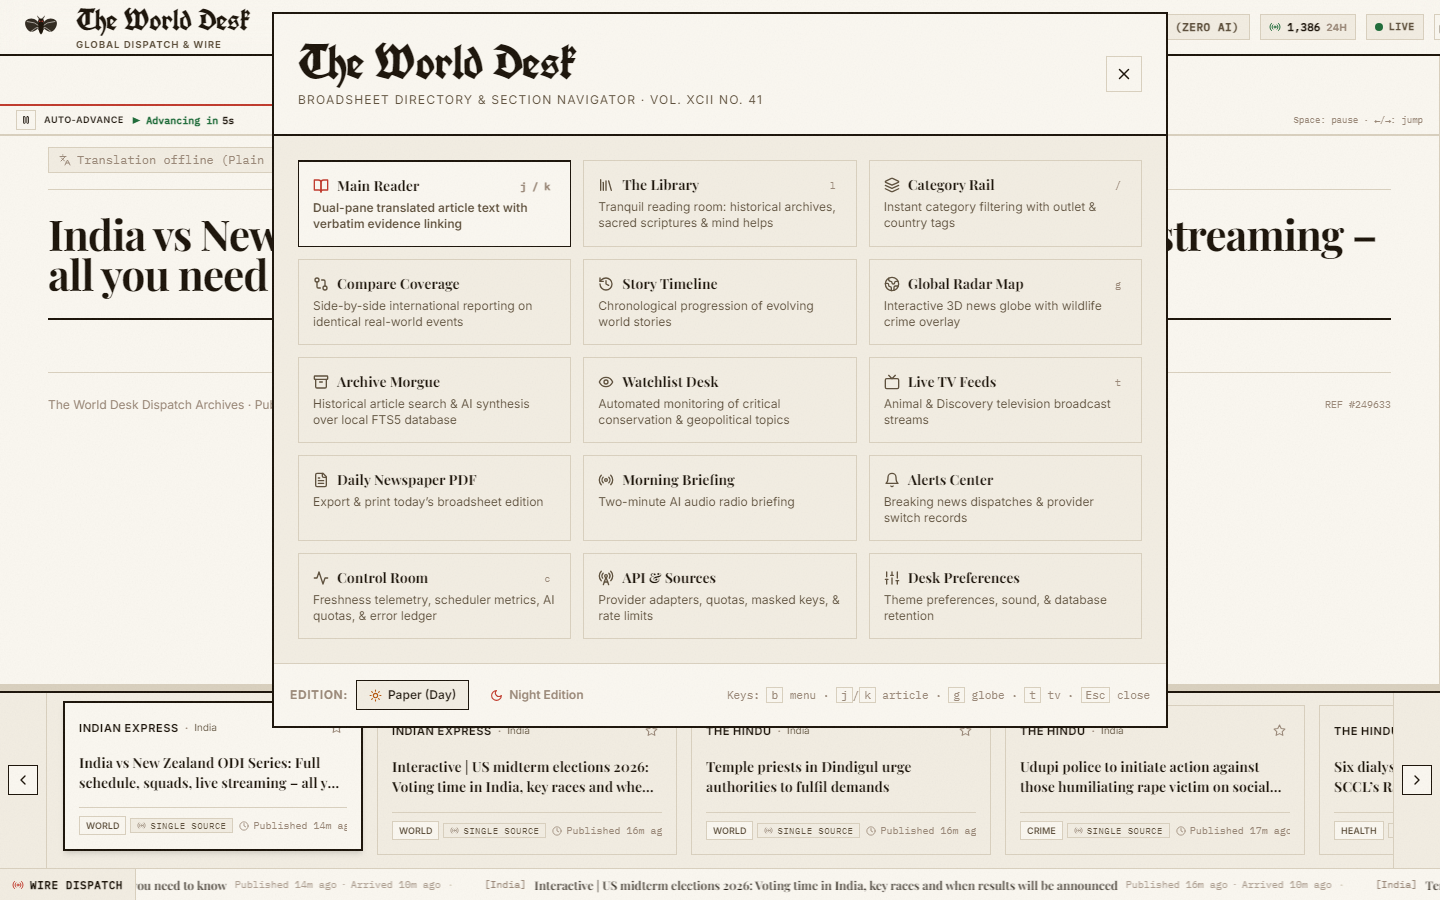 The World Desk
GLOBAL DISPATCH & WIRE
(ZERO AI)
1,386 24H
LIVE
The World Desk
BROADSHEET DIRECTORY & SECTION NAVIGATOR · VOL. XCII NO. 41
AUTO-ADVANCE ▶ Advancing in 5s
Space: pause · ←/→: jump
Translation offline (Plain
India vs New
streaming –
all you need
The World Desk Dispatch Archives ·
REF #249633
Main Reader j / k
Dual-pane translated article text with
verbatim evidence linking
The Library l
Tranquil reading room: historical archives,
sacred scriptures & mind helps
Category Rail /
Instant category filtering with outlet &
country tags
Compare Coverage
Side-by-side international reporting on
identical real-world events
Story Timeline
Chronological progression of evolving
world stories
Global Radar Map g
Interactive 3D news globe with wildlife
crime overlay
Archive Morgue
Historical article search & AI synthesis
over local FTS5 database
Watchlist Desk
Automated monitoring of critical
conservation & geopolitical topics
Live TV Feeds t
Animal & Discovery television broadcast
streams
Daily Newspaper PDF
Export & print today's broadsheet edition
Morning Briefing
Two-minute AI audio radio briefing
Alerts Center
Breaking news dispatches & provider
switch records
Control Room c
Freshness telemetry, scheduler metrics, AI
quotas, & error ledger
API & Sources
Provider adapters, quotas, masked keys, &
rate limits
Desk Preferences
Theme preferences, sound, & database
retention
EDITION: Paper (Day) Night Edition
Keys: b menu · j/k article · g globe · t tv · Esc close
INDIAN EXPRESS · India
India vs New Zealand ODI Series: Full
schedule, squads, live streaming – all y...
WORLD SINGLE SOURCE Published 14m ag
INDIAN EXPRESS · India
Interactive | US midterm elections 2026:
Voting time in India, key races and whe...
WORLD SINGLE SOURCE Published 16m ag
THE HINDU · India
Temple priests in Dindigul urge
authorities to fulfil demands
WORLD SINGLE SOURCE Published 16m ag
THE HINDU · India
Udupi police to initiate action against
those humiliating rape victim on social...
CRIME SINGLE SOURCE Published 17m ago
THE HINDU
Six dialys
SCCL's R
HEALTH
WIRE DISPATCH
you need to know Published 14m ago · Arrived 10m ago ·
[India] Interactive | US midterm elections 2026: Voting time in India, key races and when results will be announced Published 16m ago · Arrived 10m ago ·
[India]